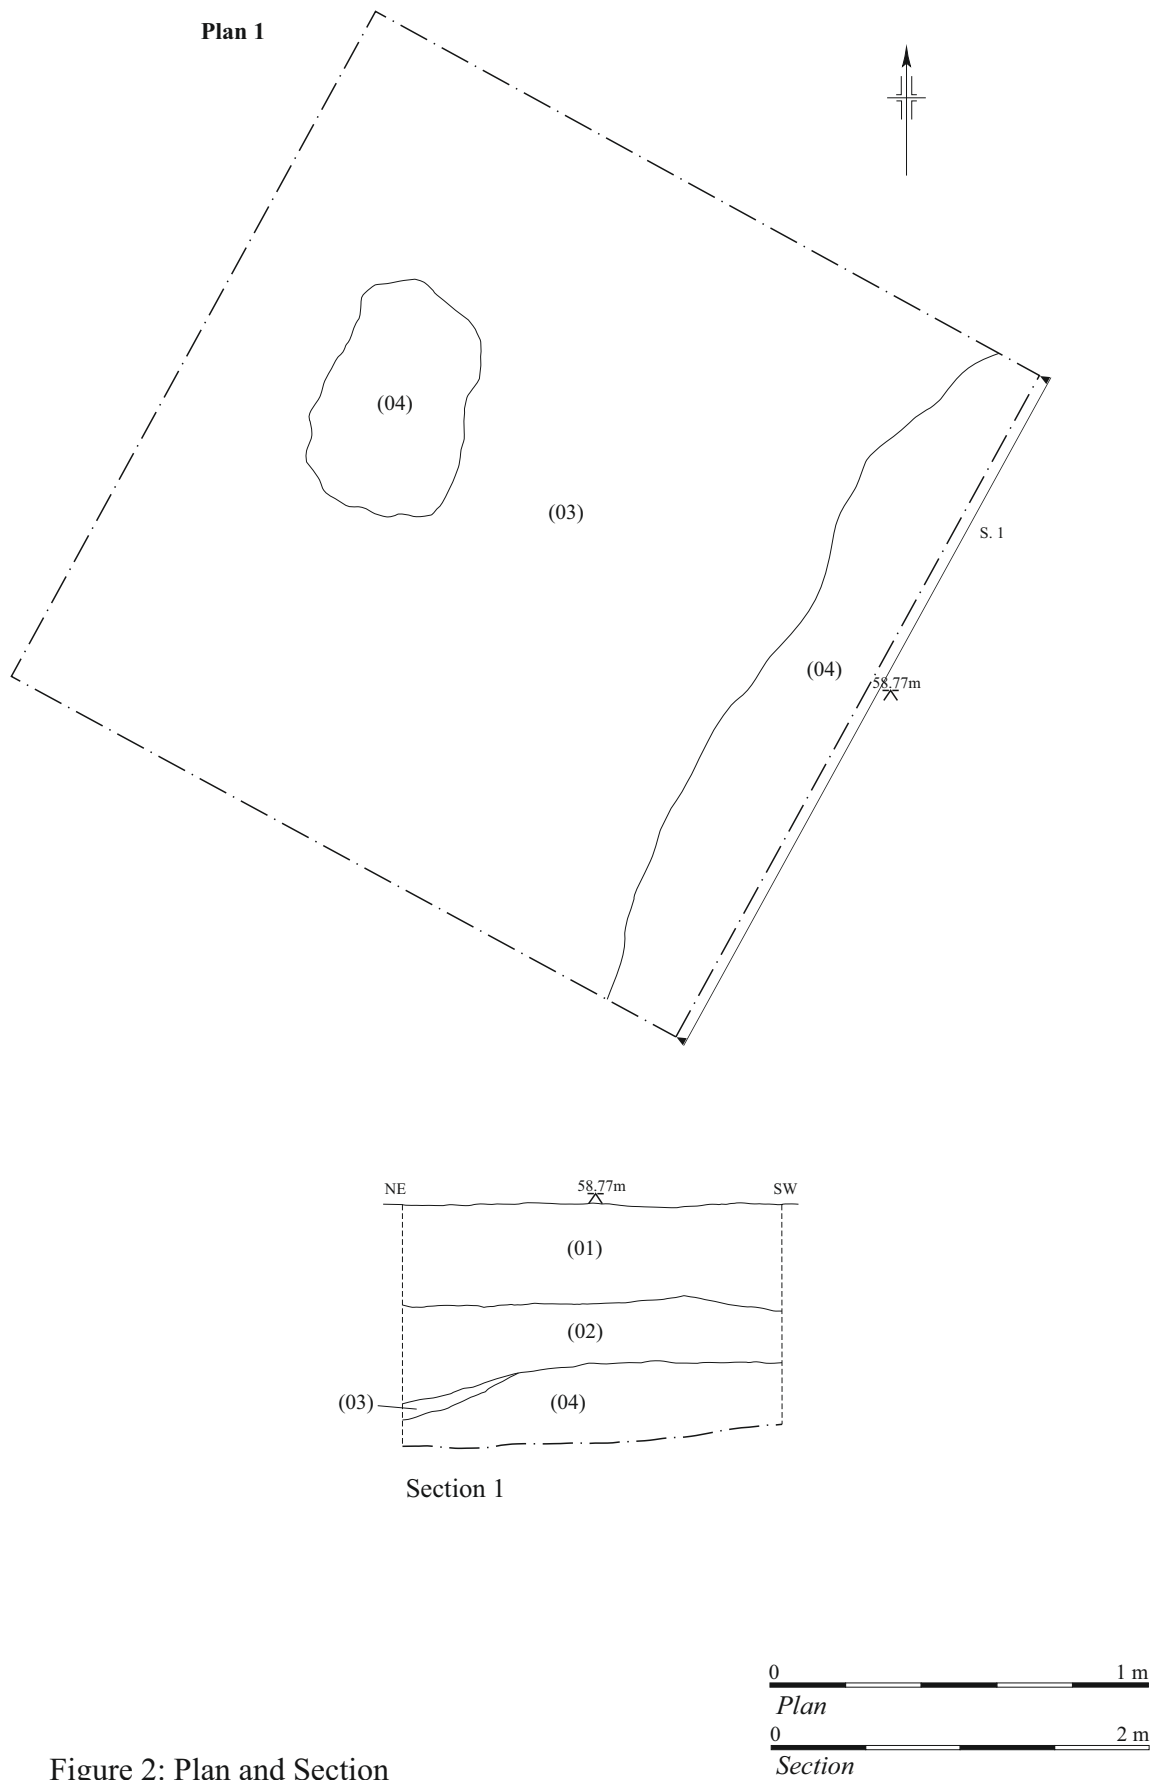 Plan 1
(04)
(03)
S. 1
(04)
58.77m
NE
58.77m
SW
(01)
(02)
(03)
(04)
Section 1
0 1 m
Plan
0 2 m
Section
Figure 2: Plan and Section